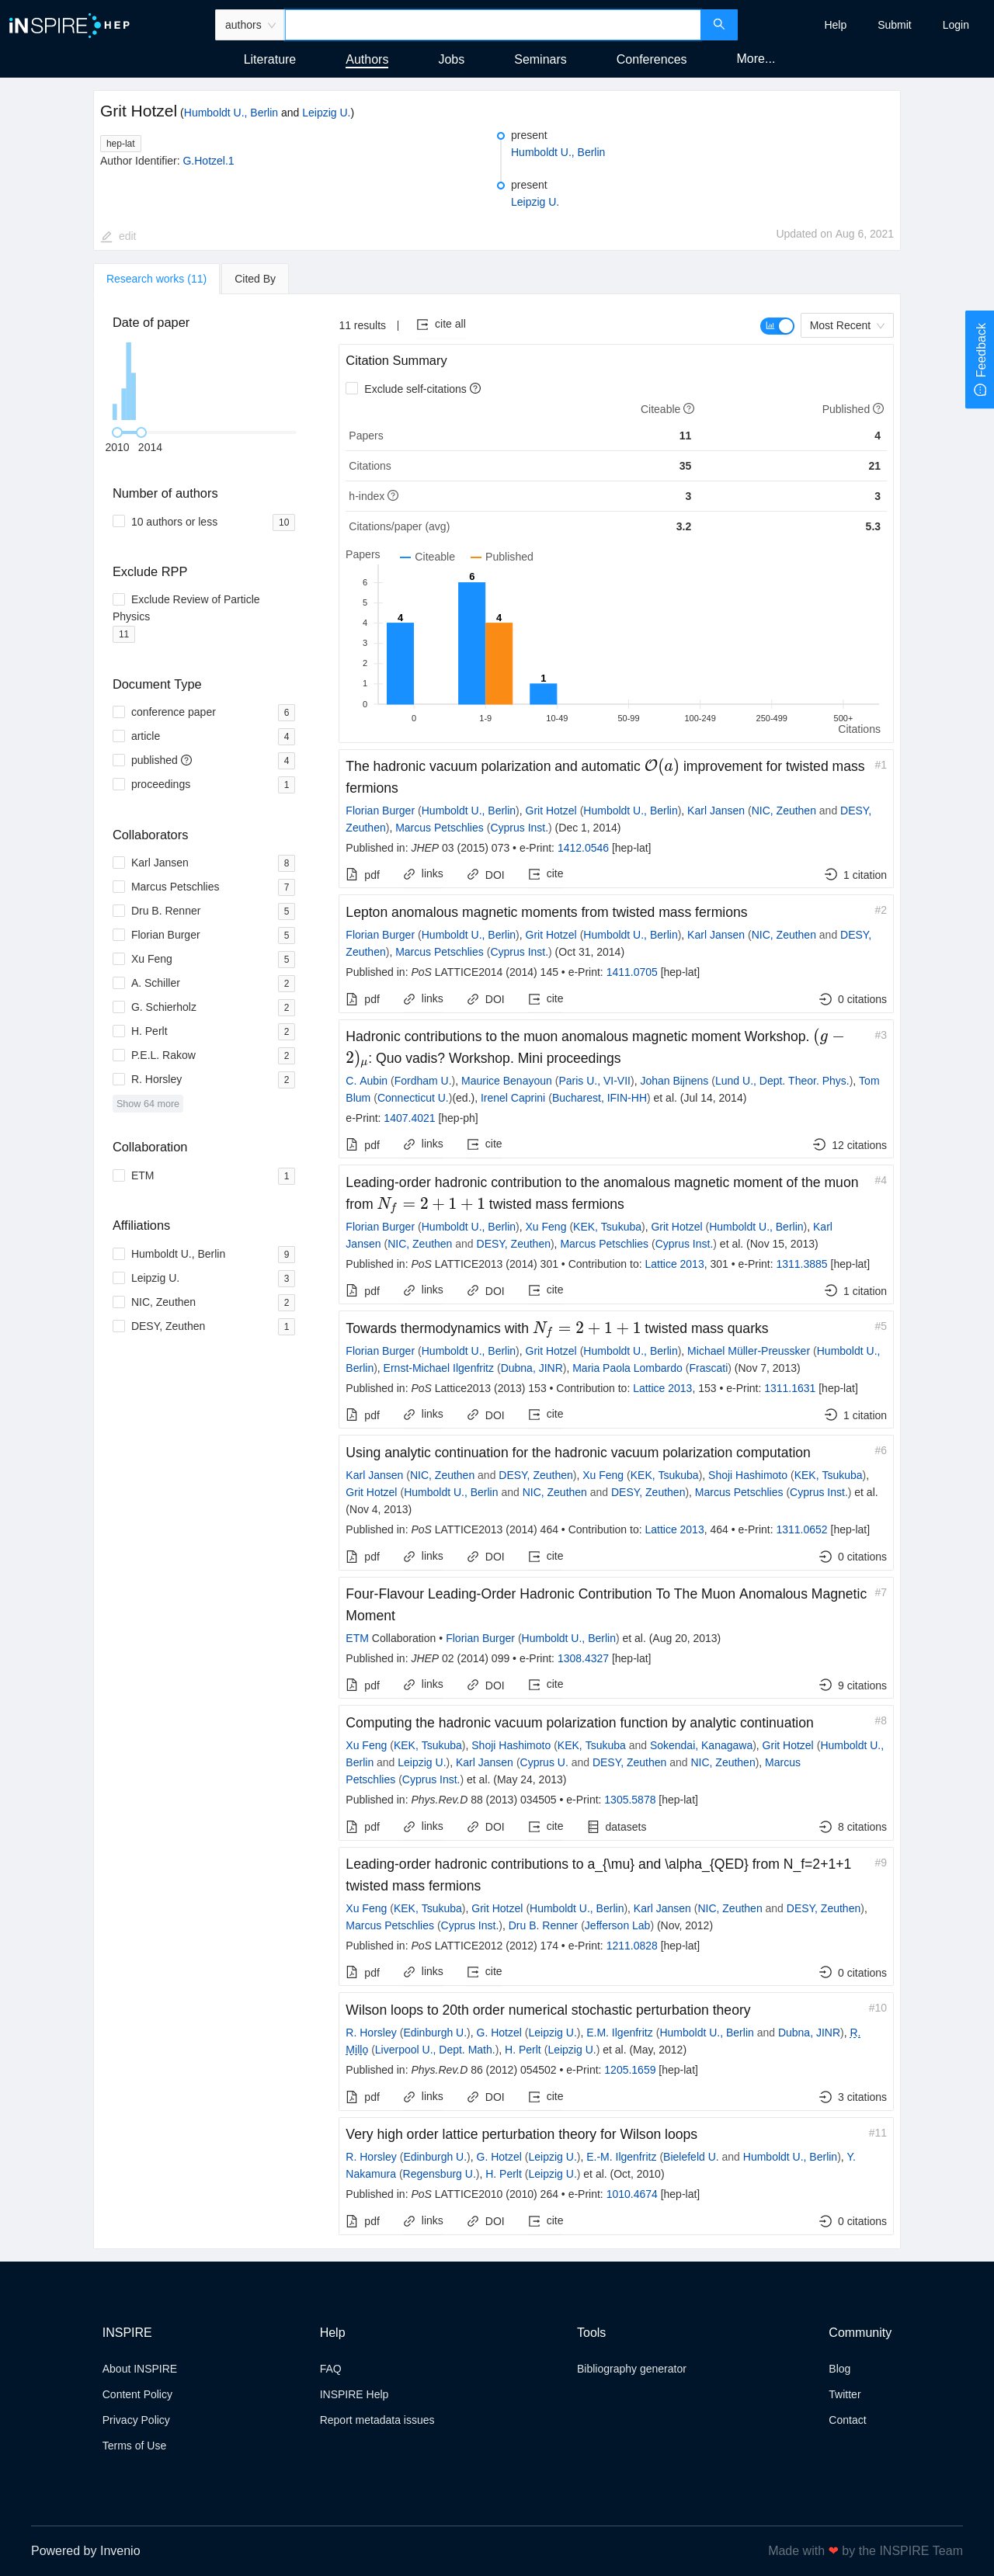 iNSPIRE HEP
authors
Help Submit Login
Literature Authors Jobs Seminars Conferences More...
Grit Hotzel (Humboldt U., Berlin and Leipzig U.)
hep-lat
Author Identifier: G.Hotzel.1
present
Humboldt U., Berlin
present
Leipzig U.
edit
Updated on Aug 6, 2021
Feedback
Research works (11) Cited By
Date of paper
2010 2014
Number of authors
10 authors or less 10
Exclude RPP
Exclude Review of Particle
Physics
11
Document Type
conference paper 6
article 4
published 4
proceedings 1
Collaborators
Karl Jansen 8
Marcus Petschlies 7
Dru B. Renner 5
Florian Burger 5
Xu Feng 5
A. Schiller 2
G. Schierholz 2
H. Perlt 2
P.E.L. Rakow 2
R. Horsley 2
Show 64 more
Collaboration
ETM 1
Affiliations
Humboldt U., Berlin 9
Leipzig U. 3
NIC, Zeuthen 2
DESY, Zeuthen 1
11 results | cite all
Most Recent
Citation Summary
Exclude self-citations
Citeable Published
Papers 11 4
Citations 35 21
h-index 3 3
Citations/paper (avg) 3.2 5.3
Papers Citeable Published
6
5
4
3
2
1
0
4
6
4
1
0 1-9 10-49 50-99 100-249 250-499 500+
Citations
The hadronic vacuum polarization and automatic 𝒪(a) improvement for twisted mass #1
fermions
Florian Burger (Humboldt U., Berlin), Grit Hotzel (Humboldt U., Berlin), Karl Jansen (NIC, Zeuthen and DESY,
Zeuthen), Marcus Petschlies (Cyprus Inst.) (Dec 1, 2014)
Published in: JHEP 03 (2015) 073 • e-Print: 1412.0546 [hep-lat]
pdf links DOI cite 1 citation
Lepton anomalous magnetic moments from twisted mass fermions #2
Florian Burger (Humboldt U., Berlin), Grit Hotzel (Humboldt U., Berlin), Karl Jansen (NIC, Zeuthen and DESY,
Zeuthen), Marcus Petschlies (Cyprus Inst.) (Oct 31, 2014)
Published in: PoS LATTICE2014 (2014) 145 • e-Print: 1411.0705 [hep-lat]
pdf links DOI cite 0 citations
Hadronic contributions to the muon anomalous magnetic moment Workshop. (g − #3
2)μ: Quo vadis? Workshop. Mini proceedings
C. Aubin (Fordham U.), Maurice Benayoun (Paris U., VI-VII), Johan Bijnens (Lund U., Dept. Theor. Phys.), Tom
Blum (Connecticut U.)(ed.), Irenel Caprini (Bucharest, IFIN-HH) et al. (Jul 14, 2014)
e-Print: 1407.4021 [hep-ph]
pdf links cite 12 citations
Leading-order hadronic contribution to the anomalous magnetic moment of the muon #4
from Nf = 2 + 1 + 1 twisted mass fermions
Florian Burger (Humboldt U., Berlin), Xu Feng (KEK, Tsukuba), Grit Hotzel (Humboldt U., Berlin), Karl
Jansen (NIC, Zeuthen and DESY, Zeuthen), Marcus Petschlies (Cyprus Inst.) et al. (Nov 15, 2013)
Published in: PoS LATTICE2013 (2014) 301 • Contribution to: Lattice 2013, 301 • e-Print: 1311.3885 [hep-lat]
pdf links DOI cite 1 citation
Towards thermodynamics with Nf = 2 + 1 + 1 twisted mass quarks #5
Florian Burger (Humboldt U., Berlin), Grit Hotzel (Humboldt U., Berlin), Michael Müller-Preussker (Humboldt U.,
Berlin), Ernst-Michael Ilgenfritz (Dubna, JINR), Maria Paola Lombardo (Frascati) (Nov 7, 2013)
Published in: PoS Lattice2013 (2013) 153 • Contribution to: Lattice 2013, 153 • e-Print: 1311.1631 [hep-lat]
pdf links DOI cite 1 citation
Using analytic continuation for the hadronic vacuum polarization computation #6
Karl Jansen (NIC, Zeuthen and DESY, Zeuthen), Xu Feng (KEK, Tsukuba), Shoji Hashimoto (KEK, Tsukuba),
Grit Hotzel (Humboldt U., Berlin and NIC, Zeuthen and DESY, Zeuthen), Marcus Petschlies (Cyprus Inst.) et al.
(Nov 4, 2013)
Published in: PoS LATTICE2013 (2014) 464 • Contribution to: Lattice 2013, 464 • e-Print: 1311.0652 [hep-lat]
pdf links DOI cite 0 citations
Four-Flavour Leading-Order Hadronic Contribution To The Muon Anomalous Magnetic #7
Moment
ETM Collaboration • Florian Burger (Humboldt U., Berlin) et al. (Aug 20, 2013)
Published in: JHEP 02 (2014) 099 • e-Print: 1308.4327 [hep-lat]
pdf links DOI cite 9 citations
Computing the hadronic vacuum polarization function by analytic continuation #8
Xu Feng (KEK, Tsukuba), Shoji Hashimoto (KEK, Tsukuba and Sokendai, Kanagawa), Grit Hotzel (Humboldt U.,
Berlin and Leipzig U.), Karl Jansen (Cyprus U. and DESY, Zeuthen and NIC, Zeuthen), Marcus
Petschlies (Cyprus Inst.) et al. (May 24, 2013)
Published in: Phys.Rev.D 88 (2013) 034505 • e-Print: 1305.5878 [hep-lat]
pdf links DOI cite datasets 8 citations
Leading-order hadronic contributions to a_{\mu} and \alpha_{QED} from N_f=2+1+1 #9
twisted mass fermions
Xu Feng (KEK, Tsukuba), Grit Hotzel (Humboldt U., Berlin), Karl Jansen (NIC, Zeuthen and DESY, Zeuthen),
Marcus Petschlies (Cyprus Inst.), Dru B. Renner (Jefferson Lab) (Nov, 2012)
Published in: PoS LATTICE2012 (2012) 174 • e-Print: 1211.0828 [hep-lat]
pdf links cite 0 citations
Wilson loops to 20th order numerical stochastic perturbation theory #10
R. Horsley (Edinburgh U.), G. Hotzel (Leipzig U.), E.M. Ilgenfritz (Humboldt U., Berlin and Dubna, JINR), R.
Millo (Liverpool U., Dept. Math.), H. Perlt (Leipzig U.) et al. (May, 2012)
Published in: Phys.Rev.D 86 (2012) 054502 • e-Print: 1205.1659 [hep-lat]
pdf links DOI cite 3 citations
Very high order lattice perturbation theory for Wilson loops #11
R. Horsley (Edinburgh U.), G. Hotzel (Leipzig U.), E.-M. Ilgenfritz (Bielefeld U. and Humboldt U., Berlin), Y.
Nakamura (Regensburg U.), H. Perlt (Leipzig U.) et al. (Oct, 2010)
Published in: PoS LATTICE2010 (2010) 264 • e-Print: 1010.4674 [hep-lat]
pdf links DOI cite 0 citations
INSPIRE
About INSPIRE
Content Policy
Privacy Policy
Terms of Use
Help
FAQ
INSPIRE Help
Report metadata issues
Tools
Bibliography generator
Community
Blog
Twitter
Contact
Powered by Invenio
Made with ❤ by the INSPIRE Team